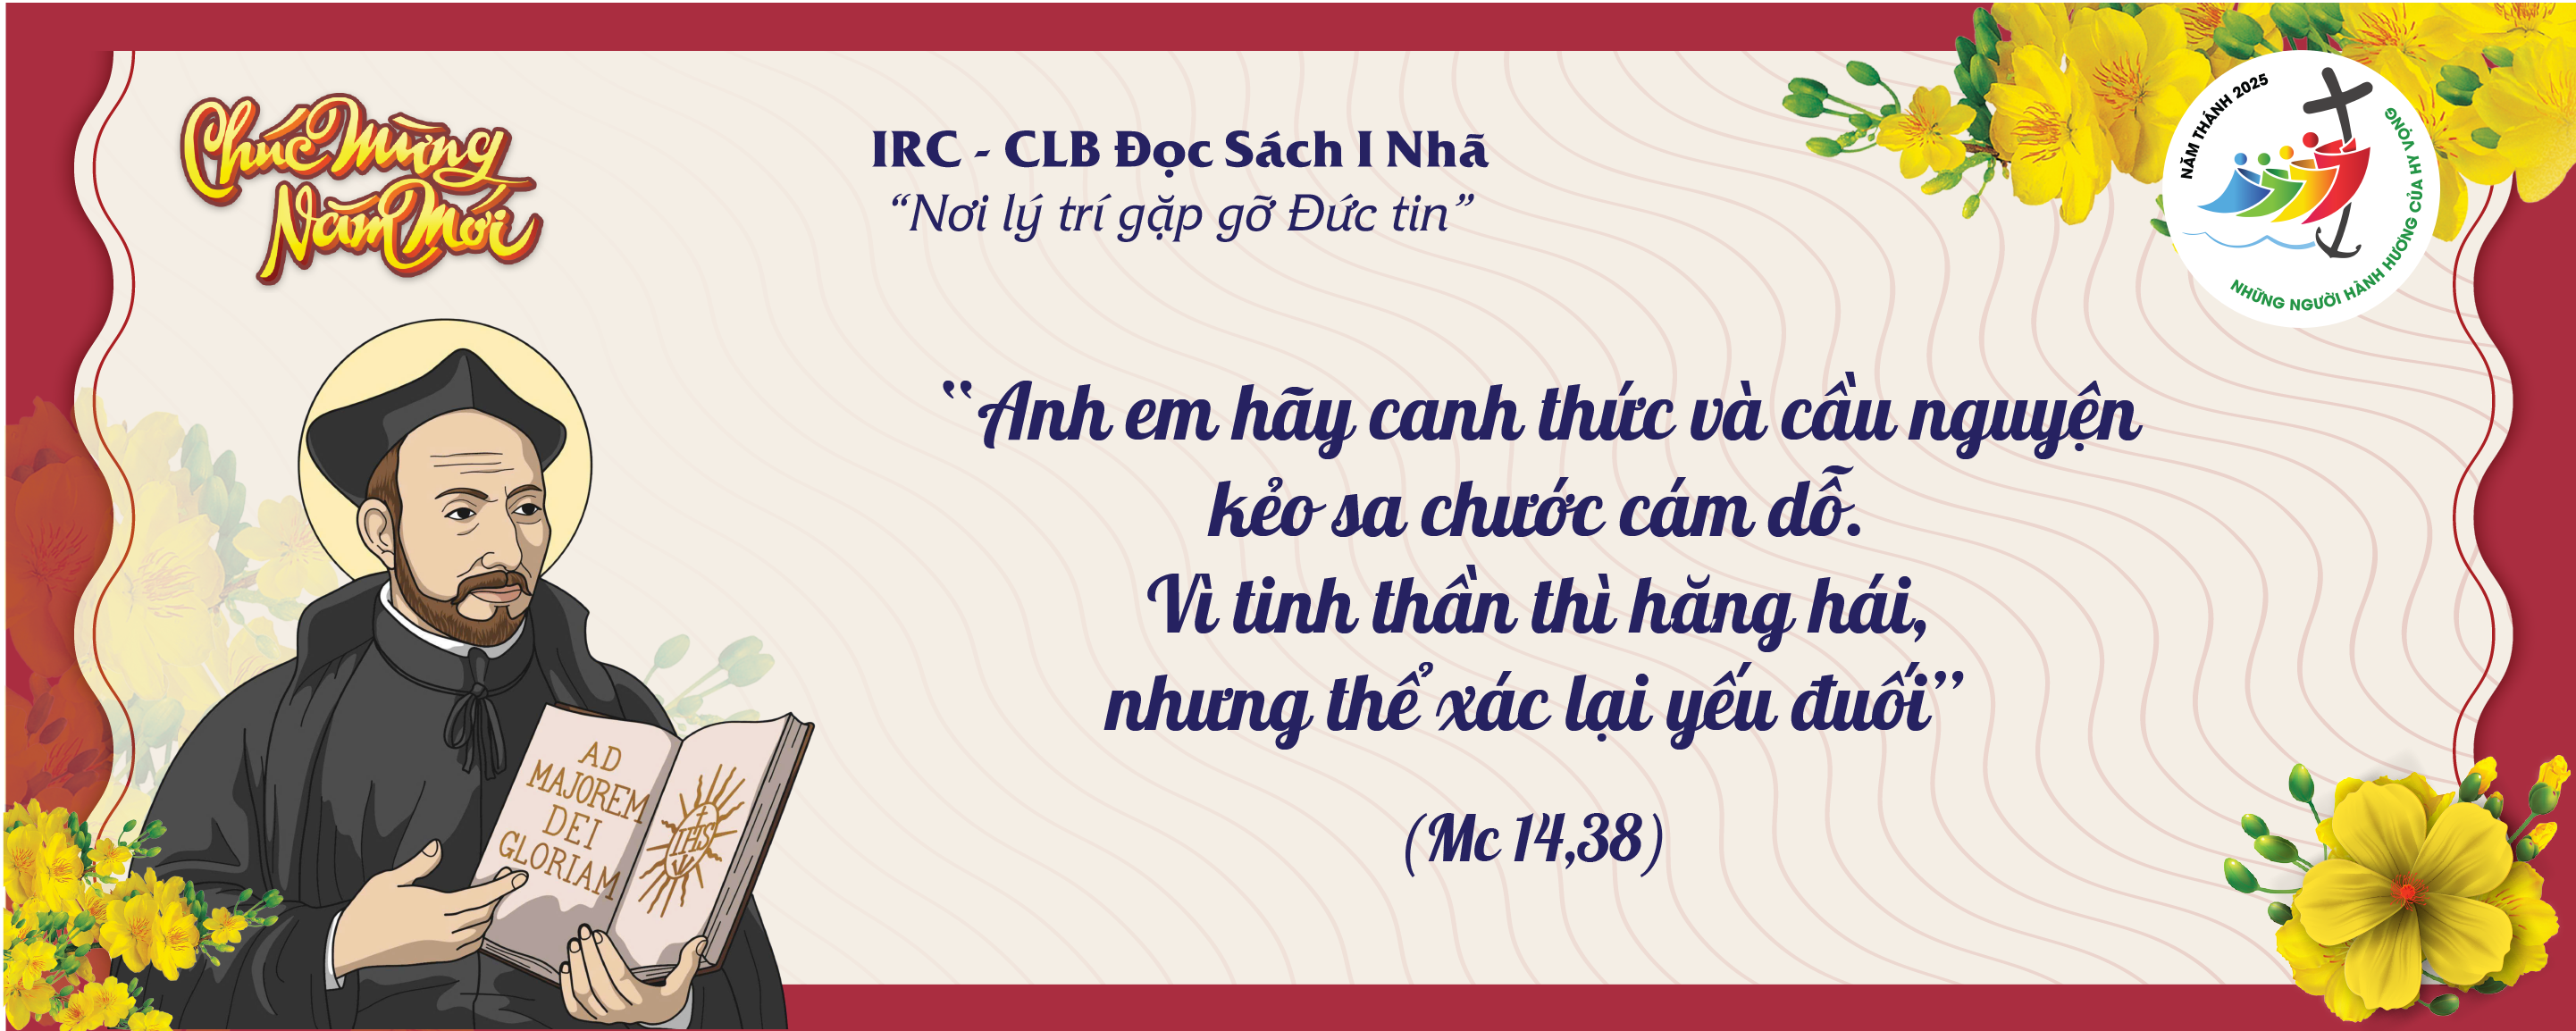 Chúc Mừng
Năm Mới
IRC - CLB Đọc Sách I Nhã
“Nơi lý trí gặp gỡ Đức tin”
NĂM THÁNH 2025
NHỮNG NGƯỜI HÀNH HƯƠNG CỦA HY VỌNG
“Anh em hãy canh thức và cầu nguyện
kẻo sa chước cám dỗ.
Vì tinh thần thì hăng hái,
nhưng thể xác lại yếu đuối”
(Mc 14,38)
AD
MAJOREM
DEI
GLORIAM
IHS